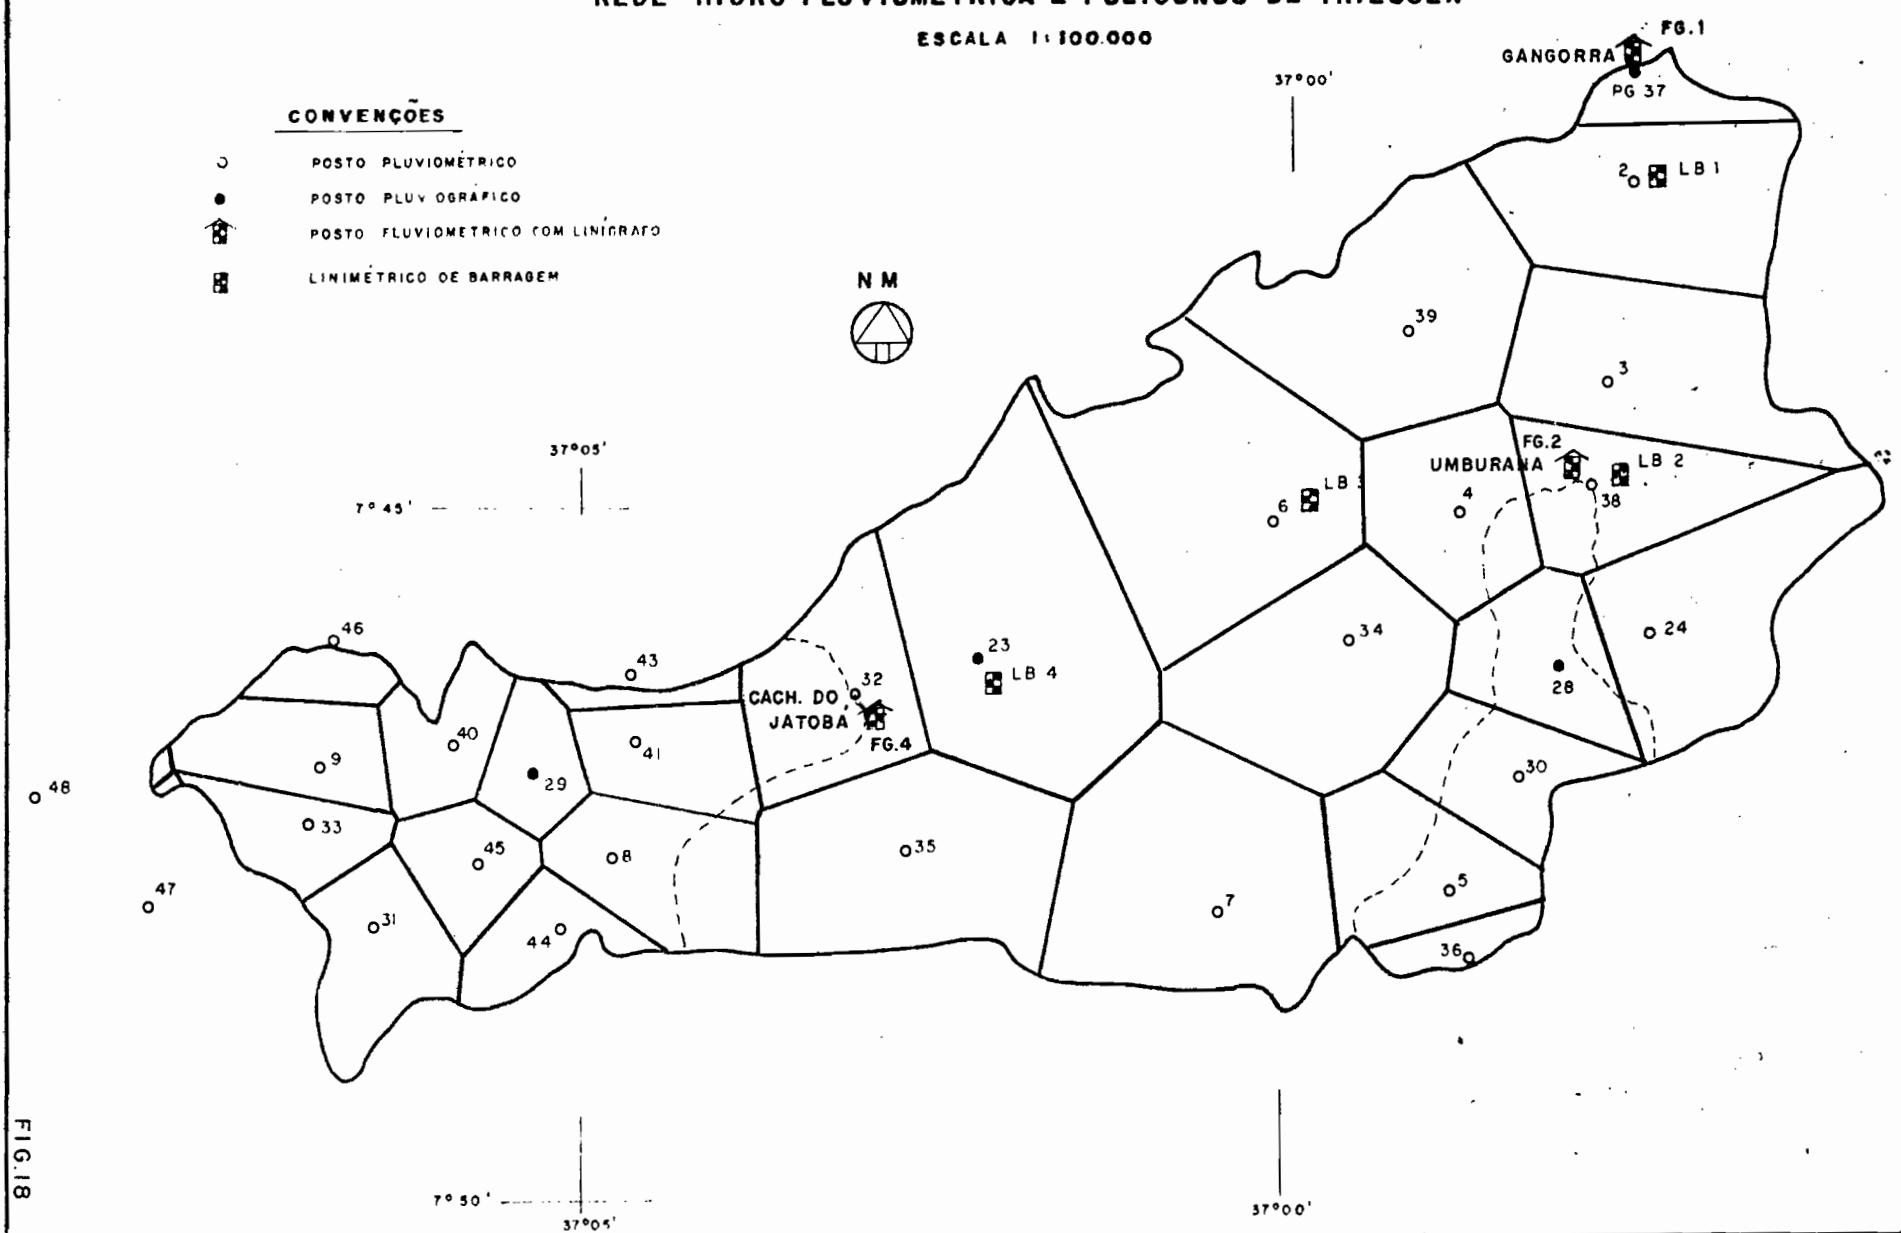 ESCALA 1:100.000
FG.1
GANGORRA
PG 37
37°00'
CONVENÇÕES
POSTO PLUVIOMÉTRICO
POSTO PLUV OGRÁFICO
POSTO FLUVIOMETRICO COM LINÍGRAFO
LINIMÉTRICO DE BARRAGEM
2
LB 1
N M
39
3
37°05'
7° 45'
FG.2
UMBURANA
LB 2
38
4
6
LB
46
43
34
24
23
LB 4
28
32
CACH. DO
JATOBA
FG.4
40
41
9
29
30
48
33
45
8
35
5
47
31
44
7
36
FIG.18
7° 50'
37°05'
37°00'